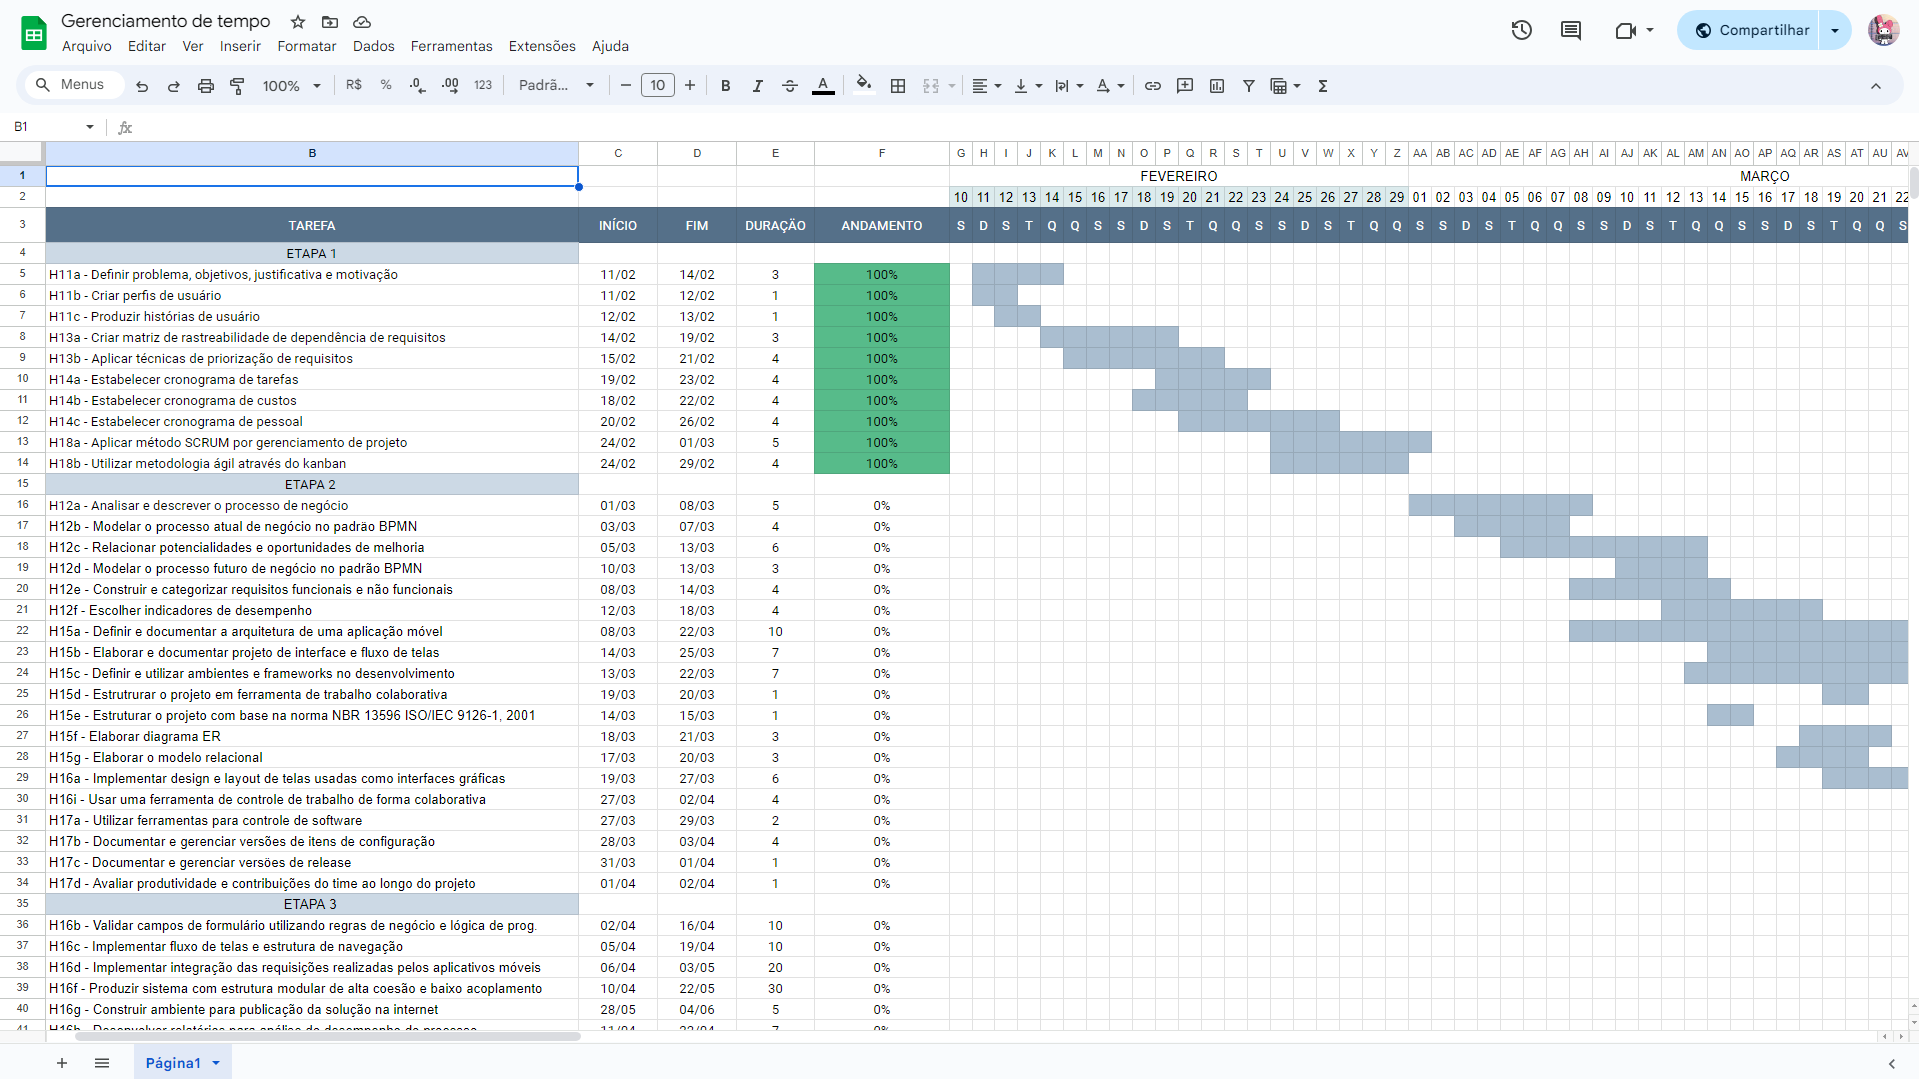 Gerenciamento de tempo
Arquivo Editar Ver Inserir Formatar Dados Ferramentas Extensões Ajuda
Compartilhar
Menus 100% R$ % .0 .00 123 Padrã... 10 B I A
B1 fx
B C D E F G H I J K L M N O P Q R S T U V W X Y Z AA AB AC AD AE AF AG AH AI AJ AK AL AM AN AO AP AQ AR AS AT AU AV
1 FEVEREIRO MARÇO
2 10 11 12 13 14 15 16 17 18 19 20 21 22 23 24 25 26 27 28 29 01 02 03 04 05 06 07 08 09 10 11 12 13 14 15 16 17 18 19 20 21 22
3 TAREFA INÍCIO FIM DURAÇÃO ANDAMENTO S D S T Q Q S S D S T Q Q S S D S T Q Q S S D S T Q Q S S D S T Q Q S S D S T Q Q S
4 ETAPA 1
5 H11a - Definir problema, objetivos, justificativa e motivação 11/02 14/02 3 100%
6 H11b - Criar perfis de usuário 11/02 12/02 1 100%
7 H11c - Produzir histórias de usuário 12/02 13/02 1 100%
8 H13a - Criar matriz de rastreabilidade de dependência de requisitos 14/02 19/02 3 100%
9 H13b - Aplicar técnicas de priorização de requisitos 15/02 21/02 4 100%
10 H14a - Estabelecer cronograma de tarefas 19/02 23/02 4 100%
11 H14b - Estabelecer cronograma de custos 18/02 22/02 4 100%
12 H14c - Estabelecer cronograma de pessoal 20/02 26/02 4 100%
13 H18a - Aplicar método SCRUM por gerenciamento de projeto 24/02 01/03 5 100%
14 H18b - Utilizar metodologia ágil através do kanban 24/02 29/02 4 100%
15 ETAPA 2
16 H12a - Analisar e descrever o processo de negócio 01/03 08/03 5 0%
17 H12b - Modelar o processo atual de negócio no padrão BPMN 03/03 07/03 4 0%
18 H12c - Relacionar potencialidades e oportunidades de melhoria 05/03 13/03 6 0%
19 H12d - Modelar o processo futuro de negócio no padrão BPMN 10/03 13/03 3 0%
20 H12e - Construir e categorizar requisitos funcionais e não funcionais 08/03 14/03 4 0%
21 H12f - Escolher indicadores de desempenho 12/03 18/03 4 0%
22 H15a - Definir e documentar a arquitetura de uma aplicação móvel 08/03 22/03 10 0%
23 H15b - Elaborar e documentar projeto de interface e fluxo de telas 14/03 25/03 7 0%
24 H15c - Definir e utilizar ambientes e frameworks no desenvolvimento 13/03 22/03 7 0%
25 H15d - Estrutrurar o projeto em ferramenta de trabalho colaborativa 19/03 20/03 1 0%
26 H15e - Estruturar o projeto com base na norma NBR 13596 ISO/IEC 9126-1, 2001 14/03 15/03 1 0%
27 H15f - Elaborar diagrama ER 18/03 21/03 3 0%
28 H15g - Elaborar o modelo relacional 17/03 20/03 3 0%
29 H16a - Implementar design e layout de telas usadas como interfaces gráficas 19/03 27/03 6 0%
30 H16i - Usar uma ferramenta de controle de trabalho de forma colaborativa 27/03 02/04 4 0%
31 H17a - Utilizar ferramentas para controle de software 27/03 29/03 2 0%
32 H17b - Documentar e gerenciar versões de itens de configuração 28/03 03/04 4 0%
33 H17c - Documentar e gerenciar versões de release 31/03 01/04 1 0%
34 H17d - Avaliar produtividade e contribuições do time ao longo do projeto 01/04 02/04 1 0%
35 ETAPA 3
36 H16b - Validar campos de formulário utilizando regras de negócio e lógica de prog. 02/04 16/04 10 0%
37 H16c - Implementar fluxo de telas e estrutura de navegação 05/04 19/04 10 0%
38 H16d - Implementar integração das requisições realizadas pelos aplicativos móveis 06/04 03/05 20 0%
39 H16f - Produzir sistema com estrutura modular de alta coesão e baixo acoplamento 10/04 22/05 30 0%
40 H16g - Construir ambiente para publicação da solução na internet 28/05 04/06 5 0%
41 H16h - Desenvolver relatórios para análise de desempenho do processo 11/04 22/04 7 0%
Página1